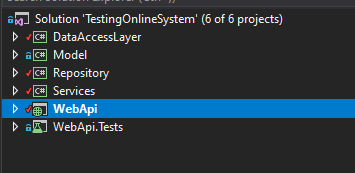 Solution 'TestingOnlineSystem' (6 of 6 projects)
C# DataAccessLayer
Model
C# Repository
C# Services
WebApi
WebApi.Tests